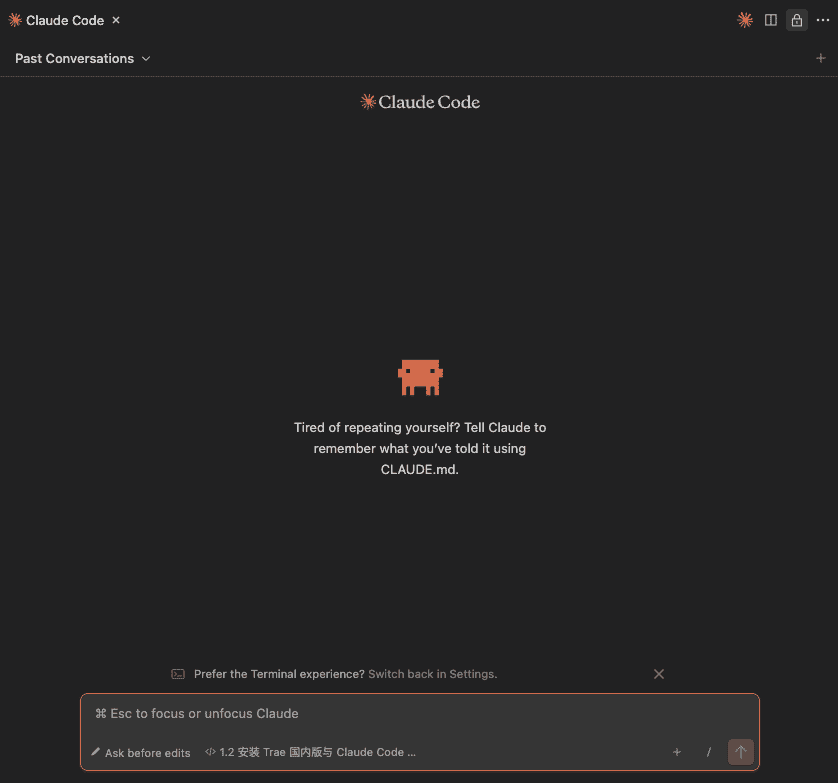 Claude Code
Past Conversations
Claude Code
Tired of repeating yourself? Tell Claude to
remember what you've told it using
CLAUDE.md.
Prefer the Terminal experience? Switch back in Settings.
⌘ Esc to focus or unfocus Claude
Ask before edits </> 1.2 安装 Trae 国内版与 Claude Code ... + /